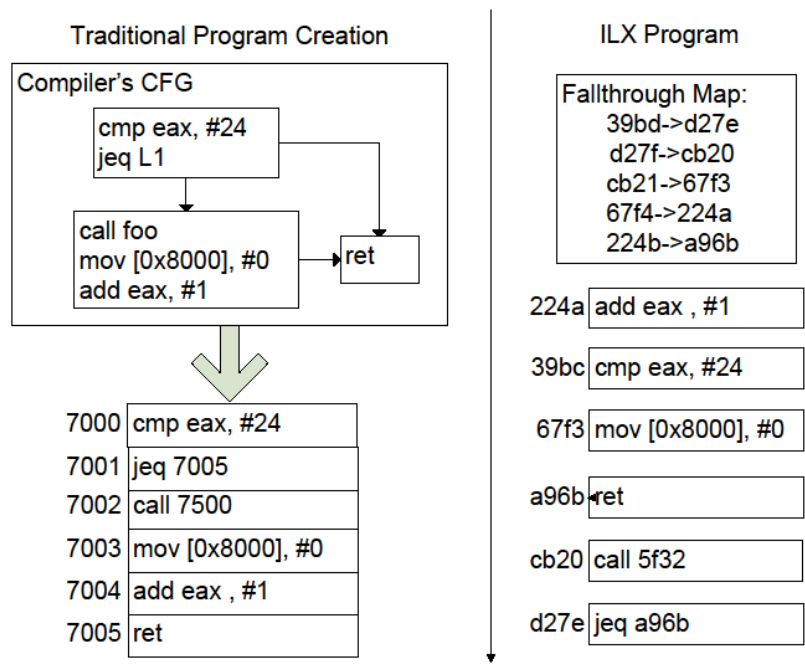 Traditional Program Creation
Compiler's CFG
cmp eax, #24
jeq L1
call foo
mov [0x8000], #0
add eax, #1
ret
7000 cmp eax, #24
7001 jeq 7005
7002 call 7500
7003 mov [0x8000], #0
7004 add eax , #1
7005 ret
ILX Program
Fallthrough Map:
39bd->d27e
d27f->cb20
cb21->67f3
67f4->224a
224b->a96b
224a add eax , #1
39bc cmp eax, #24
67f3 mov [0x8000], #0
a96b ret
cb20 call 5f32
d27e jeq a96b